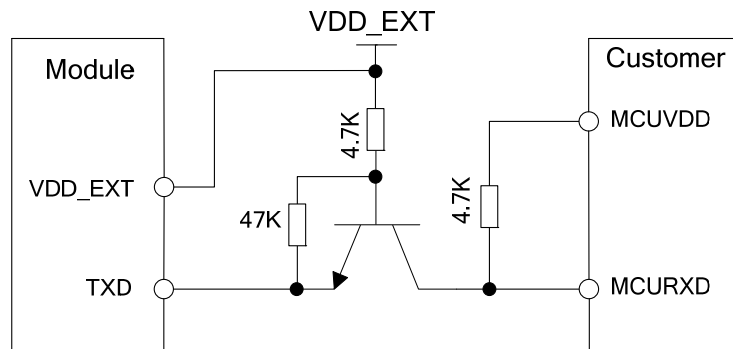 VDD_EXT
Module
Customer
4.7K
MCUVDD
VDD_EXT
47K
4.7K
TXD
MCURXD